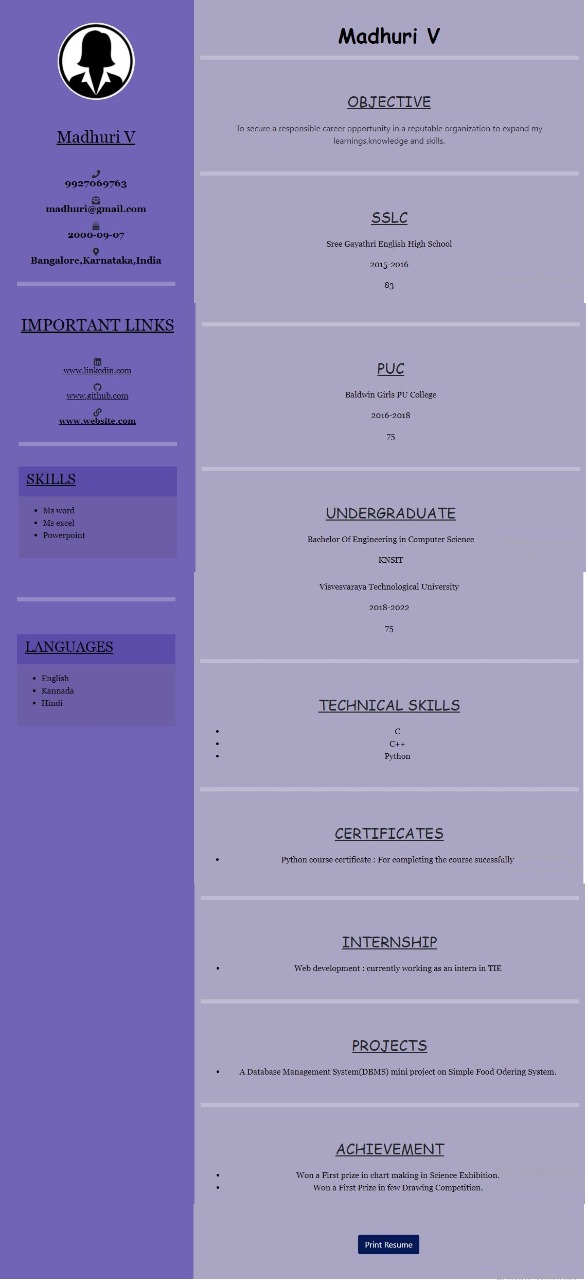 Madhuri V
9927069763
madhuri@gmail.com
2000-09-07
Bangalore,Karnataka,India
IMPORTANT LINKS
www.linkedin.com
www.github.com
www.website.com
SKILLS
• Ms word
• Ms excel
• Powerpoint
LANGUAGES
• English
• Kannada
• Hindi
Madhuri V
OBJECTIVE
To secure a responsible career opportunity in a reputable organization to expand my
learnings,knowledge and skills.
SSLC
Sree Gayathri English High School
2015-2016
83
PUC
Baldwin Girls PU College
2016-2018
75
UNDERGRADUATE
Bachelor Of Engineering in Computer Science
KNSIT
Visvesvaraya Technological University
2018-2022
75
TECHNICAL SKILLS
• C
• C++
• Python
CERTIFICATES
• Python course certificate : For completing the course sucessfully
INTERNSHIP
• Web development : currently working as an intern in TIE
PROJECTS
• A Database Management System(DBMS) mini project on Simple Food Odering System.
ACHIEVEMENT
• Won a First prize in chart making in Science Exhibition.
• Won a First Prize in few Drawing Competition.
Print Resume